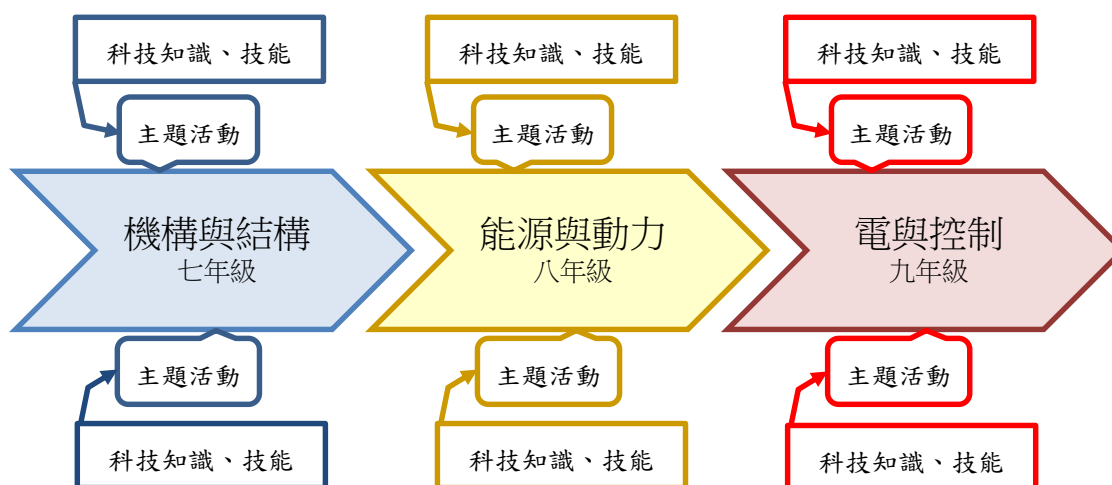 科技知識、技能
科技知識、技能
科技知識、技能
主題活動
主題活動
主題活動
機構與結構
七年級
能源與動力
八年級
電與控制
九年級
主題活動
主題活動
主題活動
科技知識、技能
科技知識、技能
科技知識、技能